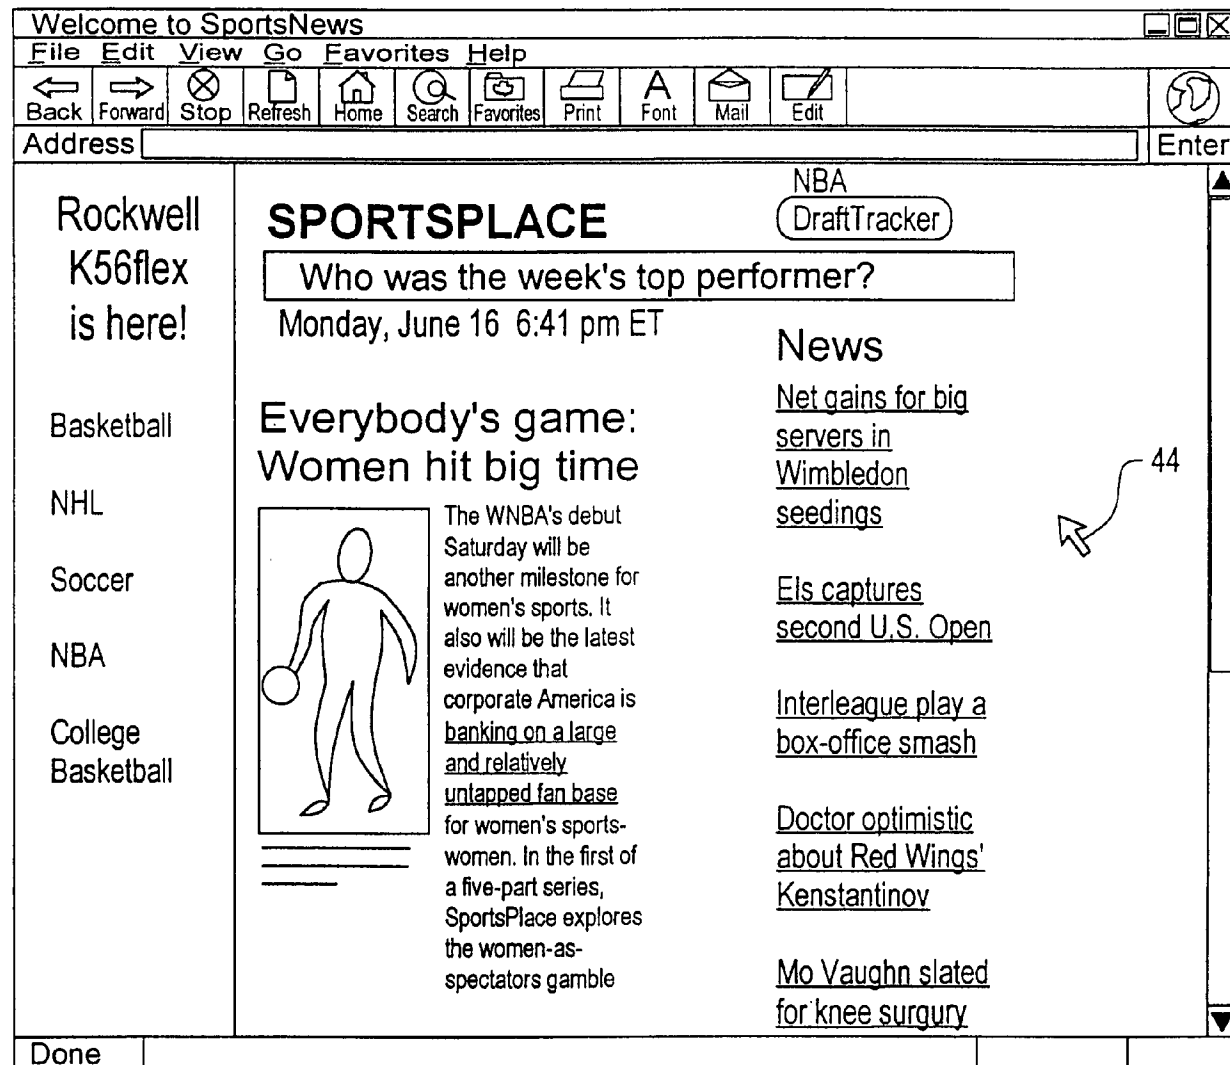 Welcome to SportsNews
File Edit View Go Favorites Help
Back Forward Stop Refresh Home Search Favorites Print Font Mail Edit
Address Enter
Rockwell
K56flex
is here!
Basketball
NHL
Soccer
NBA
College
Basketball
SPORTSPLACE
NBA
DraftTracker
Who was the week's top performer?
Monday, June 16 6:41 pm ET
Everybody's game:
Women hit big time
The WNBA's debut
Saturday will be
another milestone for
women's sports. It
also will be the latest
evidence that
corporate America is
banking on a large
and relatively
untapped fan base
for women's sports-
women. In the first of
a five-part series,
SportsPlace explores
the women-as-
spectators gamble
News
Net gains for big
servers in
Wimbledon
seedings
Els captures
second U.S. Open
Interleague play a
box-office smash
Doctor optimistic
about Red Wings'
Kenstantinov
Mo Vaughn slated
for knee surgury
44
Done